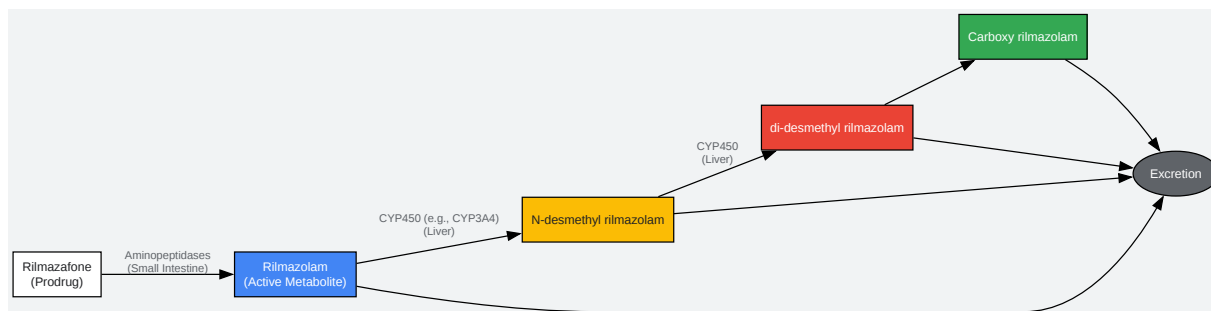 Rilmazafone
(Prodrug)
Aminopeptidases
(Small Intestine)
Rilmazolam
(Active Metabolite)
CYP450 (e.g., CYP3A4)
(Liver)
N-desmethyl rilmazolam
CYP450
(Liver)
di-desmethyl rilmazolam
Carboxy rilmazolam
Excretion